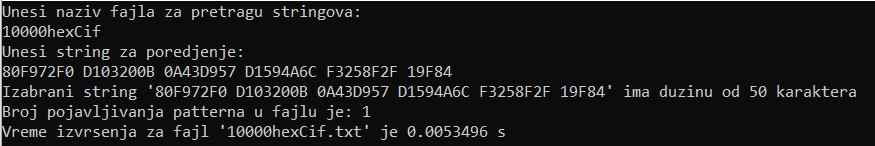 Unesi naziv fajla za pretragu stringova:
10000hexCif
Unesi string za poredjenje:
80F972F0 D103200B 0A43D957 D1594A6C F3258F2F 19F84
Izabrani string '80F972F0 D103200B 0A43D957 D1594A6C F3258F2F 19F84' ima duzinu od 50 karaktera
Broj pojavljivanja patterna u fajlu je: 1
Vreme izvrsenja za fajl '10000hexCif.txt' je 0.0053496 s